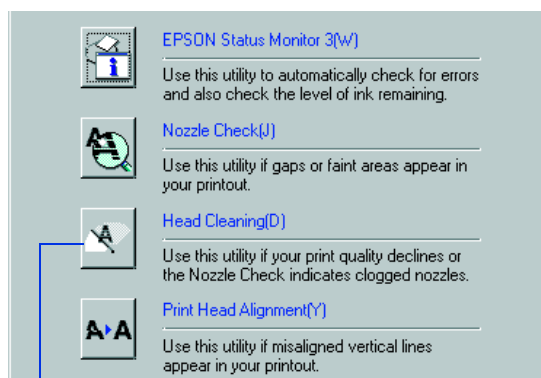 EPSON Status Monitor 3(W)
Use this utility to automatically check for errors
and also check the level of ink remaining.
Nozzle Check(J)
Use this utility if gaps or faint areas appear in
your printout.
Head Cleaning(D)
Use this utility if your print quality declines or
the Nozzle Check indicates clogged nozzles.
Print Head Alignment(Y)
Use this utility if misaligned vertical lines
appear in your printout.